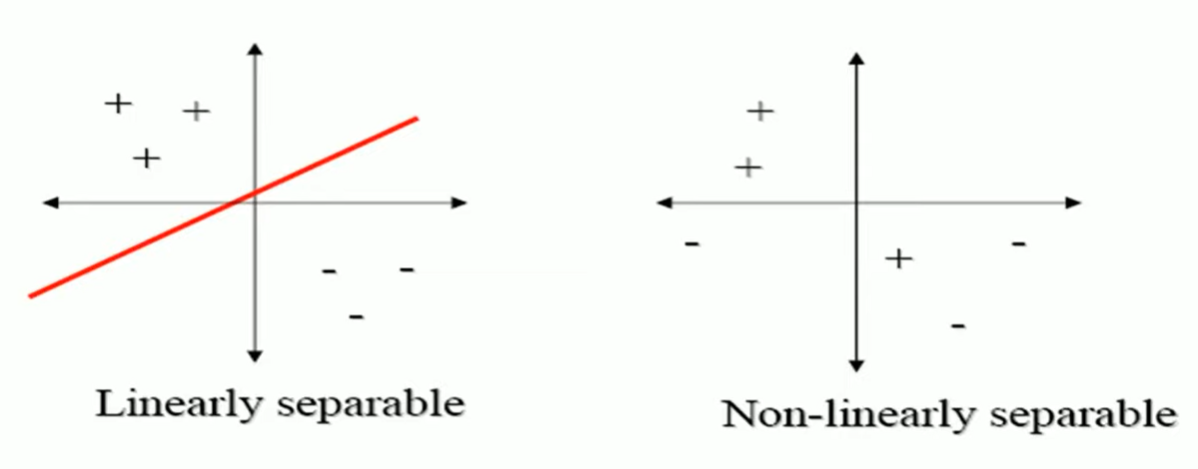 + +
+
- -
-
Linearly separable
+
+
- + -
-
Non-linearly separable